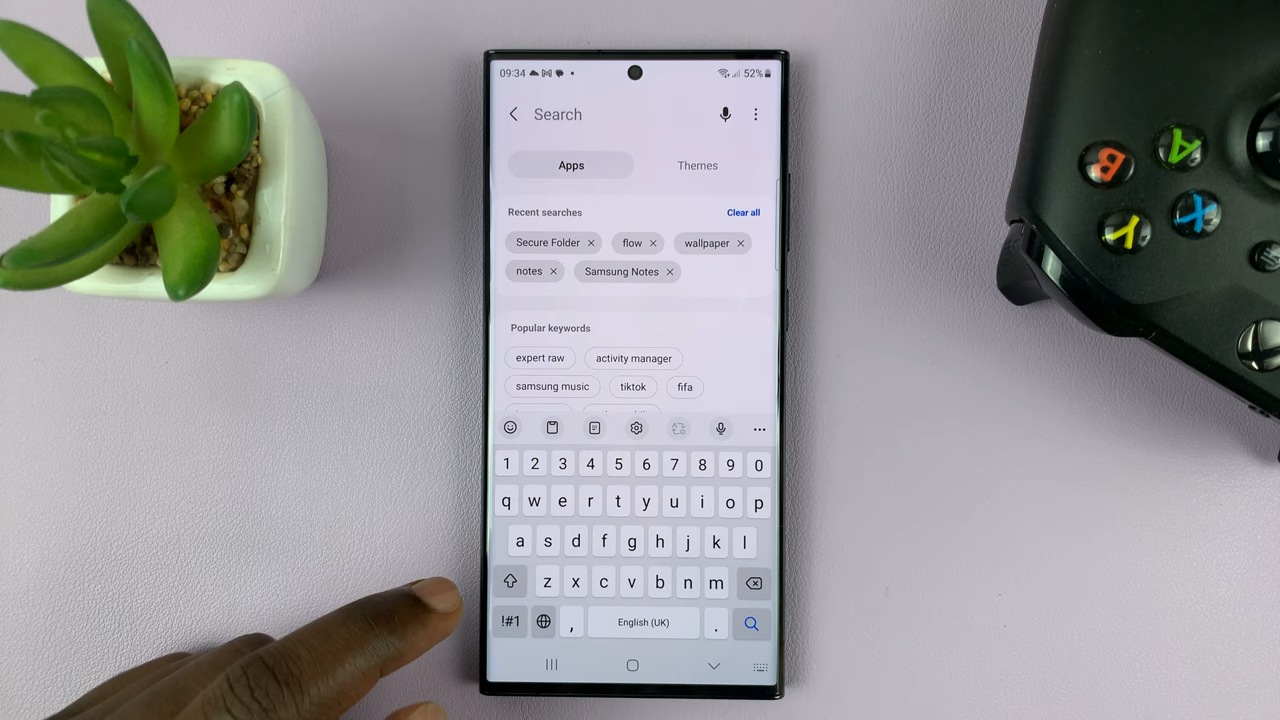 09:34 52%
Search
Apps Themes
Recent searches Clear all
Secure Folder flow wallpaper
notes Samsung Notes
Popular keywords
expert raw activity manager
samsung music tiktok fifa
1 2 3 4 5 6 7 8 9 0
q w e r t y u i o p
a s d f g h j k l
z x c v b n m
!#1 , English (UK) .
B A Y X